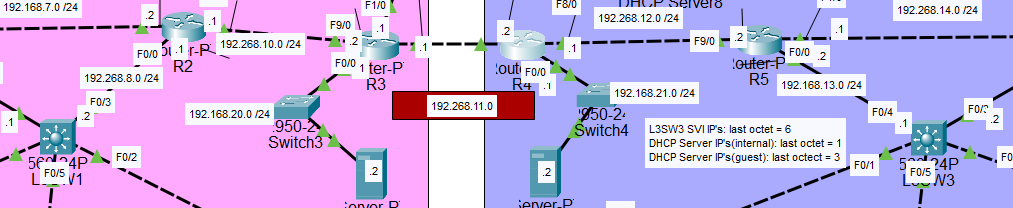 192.168.7.0 /24
.2
F1/0
F8/0
DHCP Server8
192.268.14.0 /24
F9/0
.1
192.268.12.0 /24
.1
.1
.2
.1
F0/0
.1
192.268.10.0 /24
.2
.1
.2
.1
F9/0
.2
F0/0
.2
R2
F0/0
.1
R3
F0/0
.1
R4
R5
192.268.8.0 /24
192.168.13.0 /24
F0/3
.2
192.168.20.0 /24
192.268.11.0
192.168.21.0 /24
F0/4
.1
.2
.1
Switch3
Switch4
L3SW3 SVI IP's: last octet = 6
DHCP Server IP's(internal): last octet = 1
DHCP Server IP's(guest): last octect = 3
F0/2
F0/5
.2
.2
F0/1
F0/5